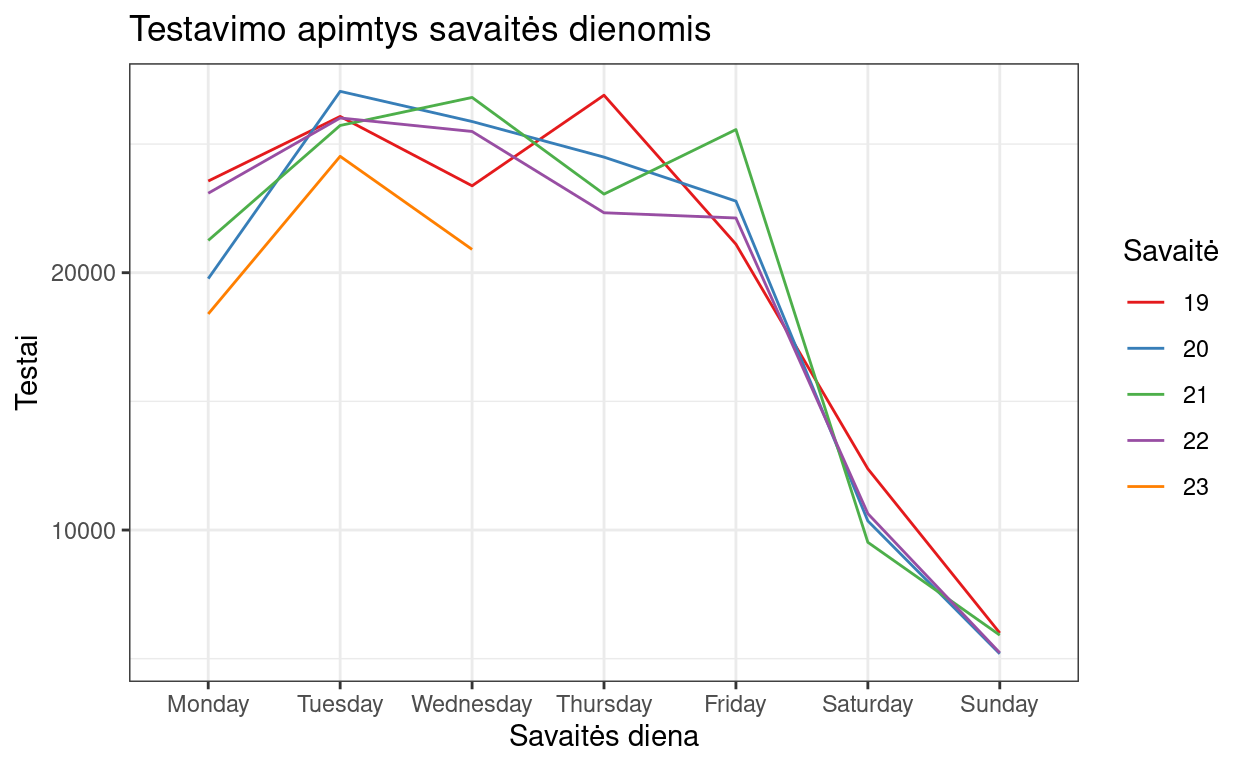 Testavimo apimtys savaitės dienomis
Testai
20000
10000
Monday Tuesday Wednesday Thursday Friday Saturday Sunday
Savaitės diena
Savaitė
19
20
21
22
23